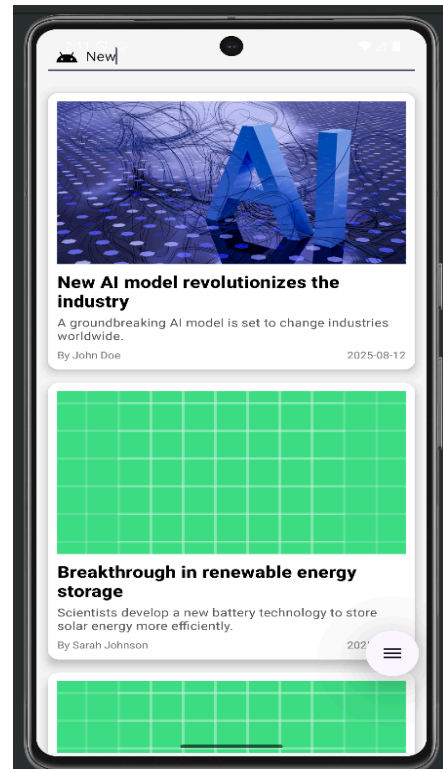 New
AI
New AI model revolutionizes the
industry
A groundbreaking AI model is set to change industries
worldwide.
By John Doe
2025-08-12
Breakthrough in renewable energy
storage
Scientists develop a new battery technology to store
solar energy more efficiently.
By Sarah Johnson